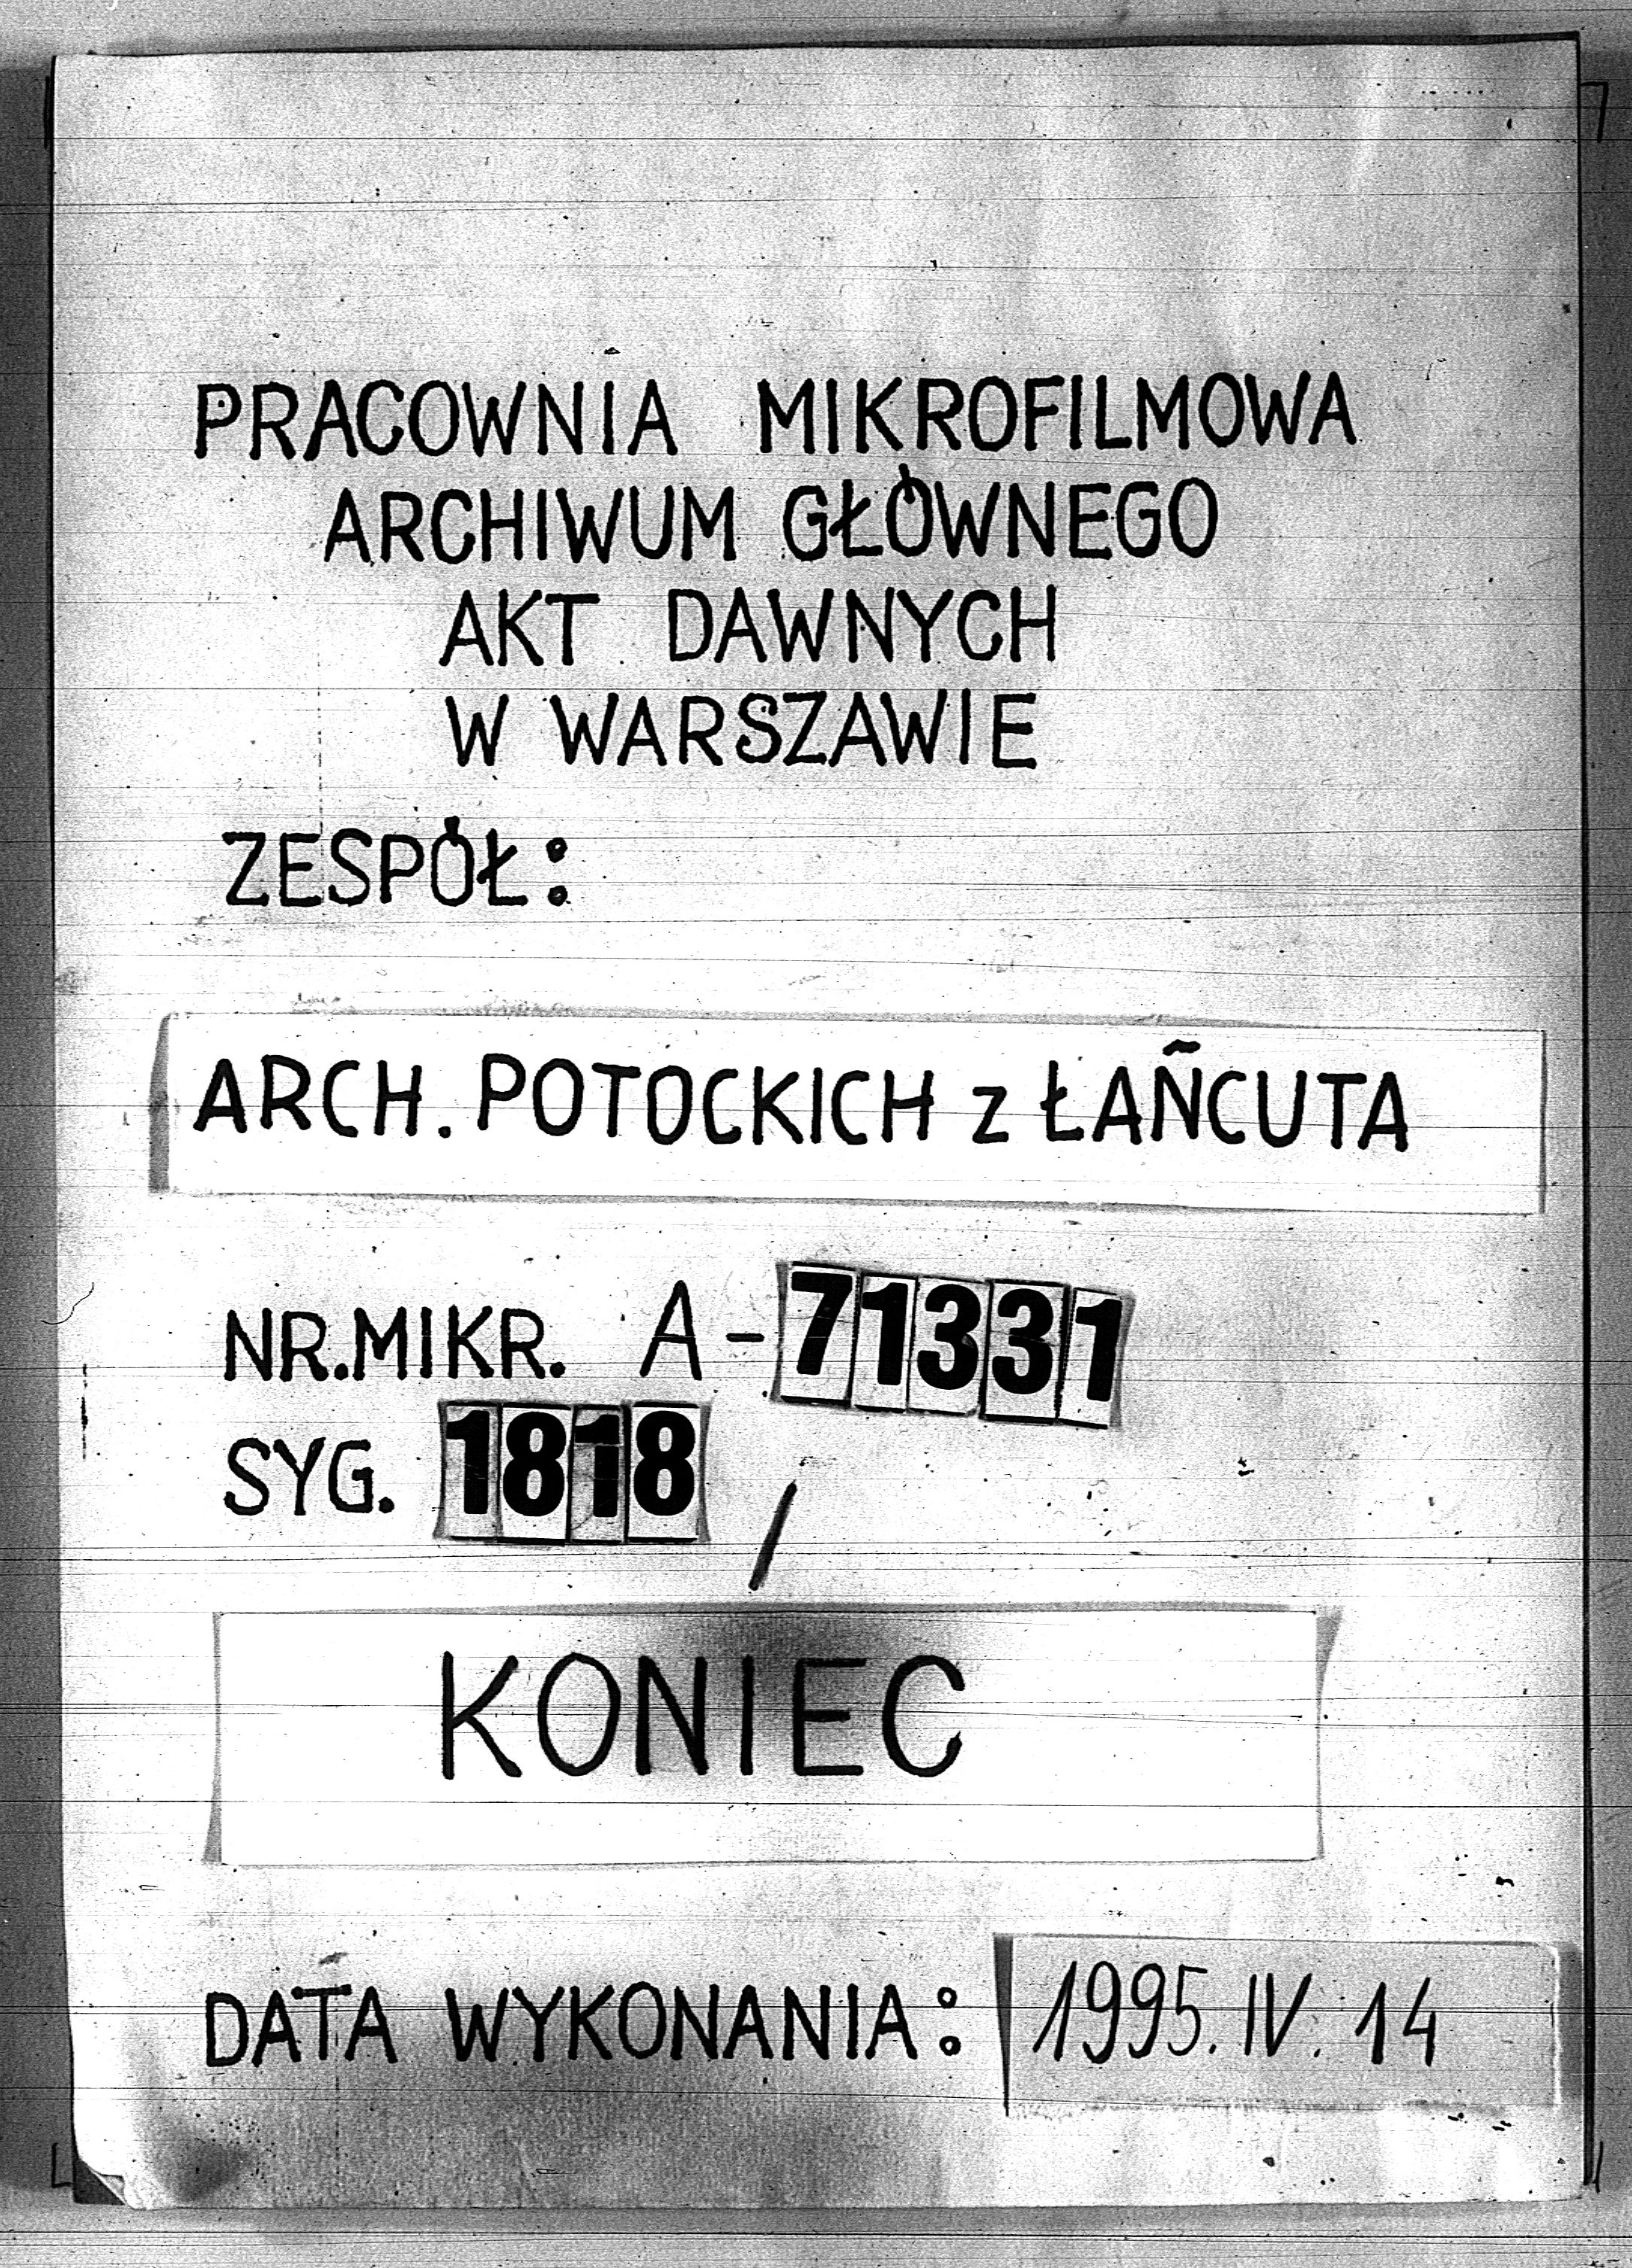 PRACOWNIA MIKROFILMOWA
ARCHIWUM GŁÓWNEGO
AKT DAWNYCH
W WARSZAWIE
ZESPÓŁ:
ARCH. POTOCKICH z ŁAŃCUTA
NR. MIKR. A-71331
SYG. 1818 /
KONIEC
DATA WYKONANIA: 1995. IV. 14